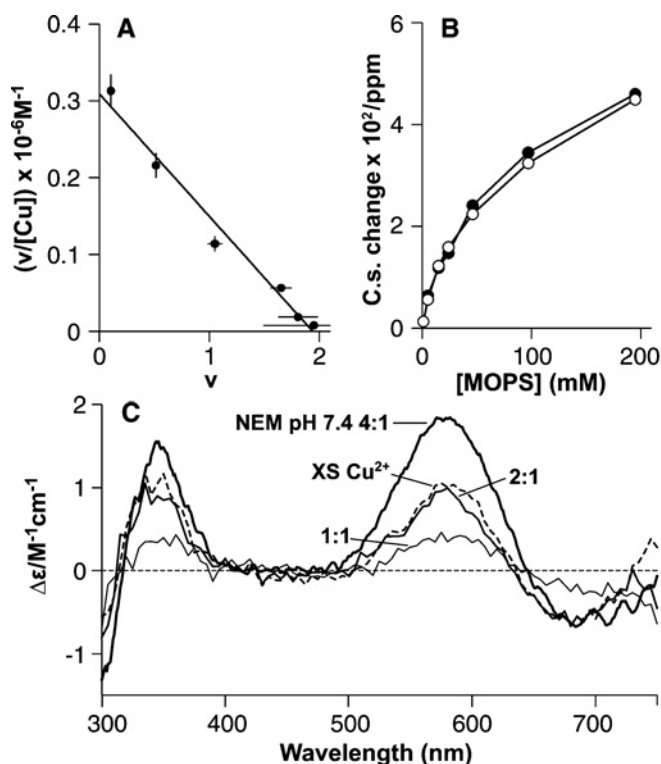 A
(v/[Cu]) x 10⁻⁶M⁻¹
0.4
0.3
0.2
0.1
0
0
1
2
v
B
C.s. change x 10²/ppm
6
4
2
0
0
100
200
[MOPS] (mM)
C
Δε/M⁻¹cm⁻¹
2
1
0
-1
NEM pH 7.4 4:1
XS Cu²⁺
2:1
1:1
300
400
500
600
700
Wavelength (nm)